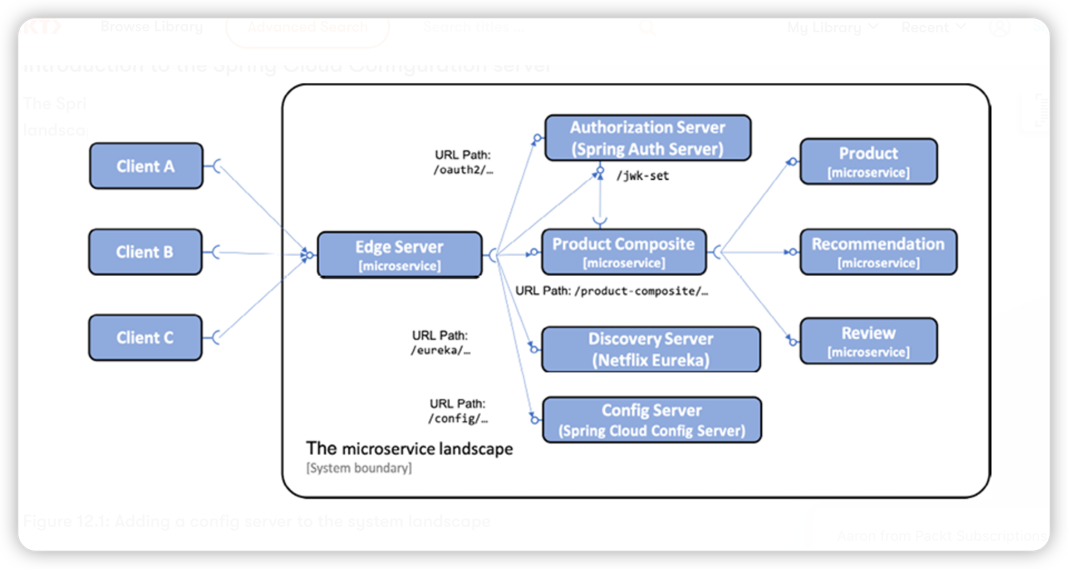 Browse Library
Advanced Search
Search titles …
My Library
Recent
Introduction to the Spring Cloud Configuration server
The Spri
landsca
Client A
Client B
Client C
Edge Server
[microservice]
URL Path:
/oauth2/…
Authorization Server
(Spring Auth Server)
/jwk-set
Product Composite
[microservice]
URL Path: /product-composite/…
URL Path:
/eureka/…
Discovery Server
(Netflix Eureka)
URL Path:
/config/…
Config Server
(Spring Cloud Config Server)
Product
[microservice]
Recommendation
[microservice]
Review
[microservice]
The microservice landscape
[System boundary]
Figure 12.1: Adding a config server to the system landscape
from Packt Subscriptions